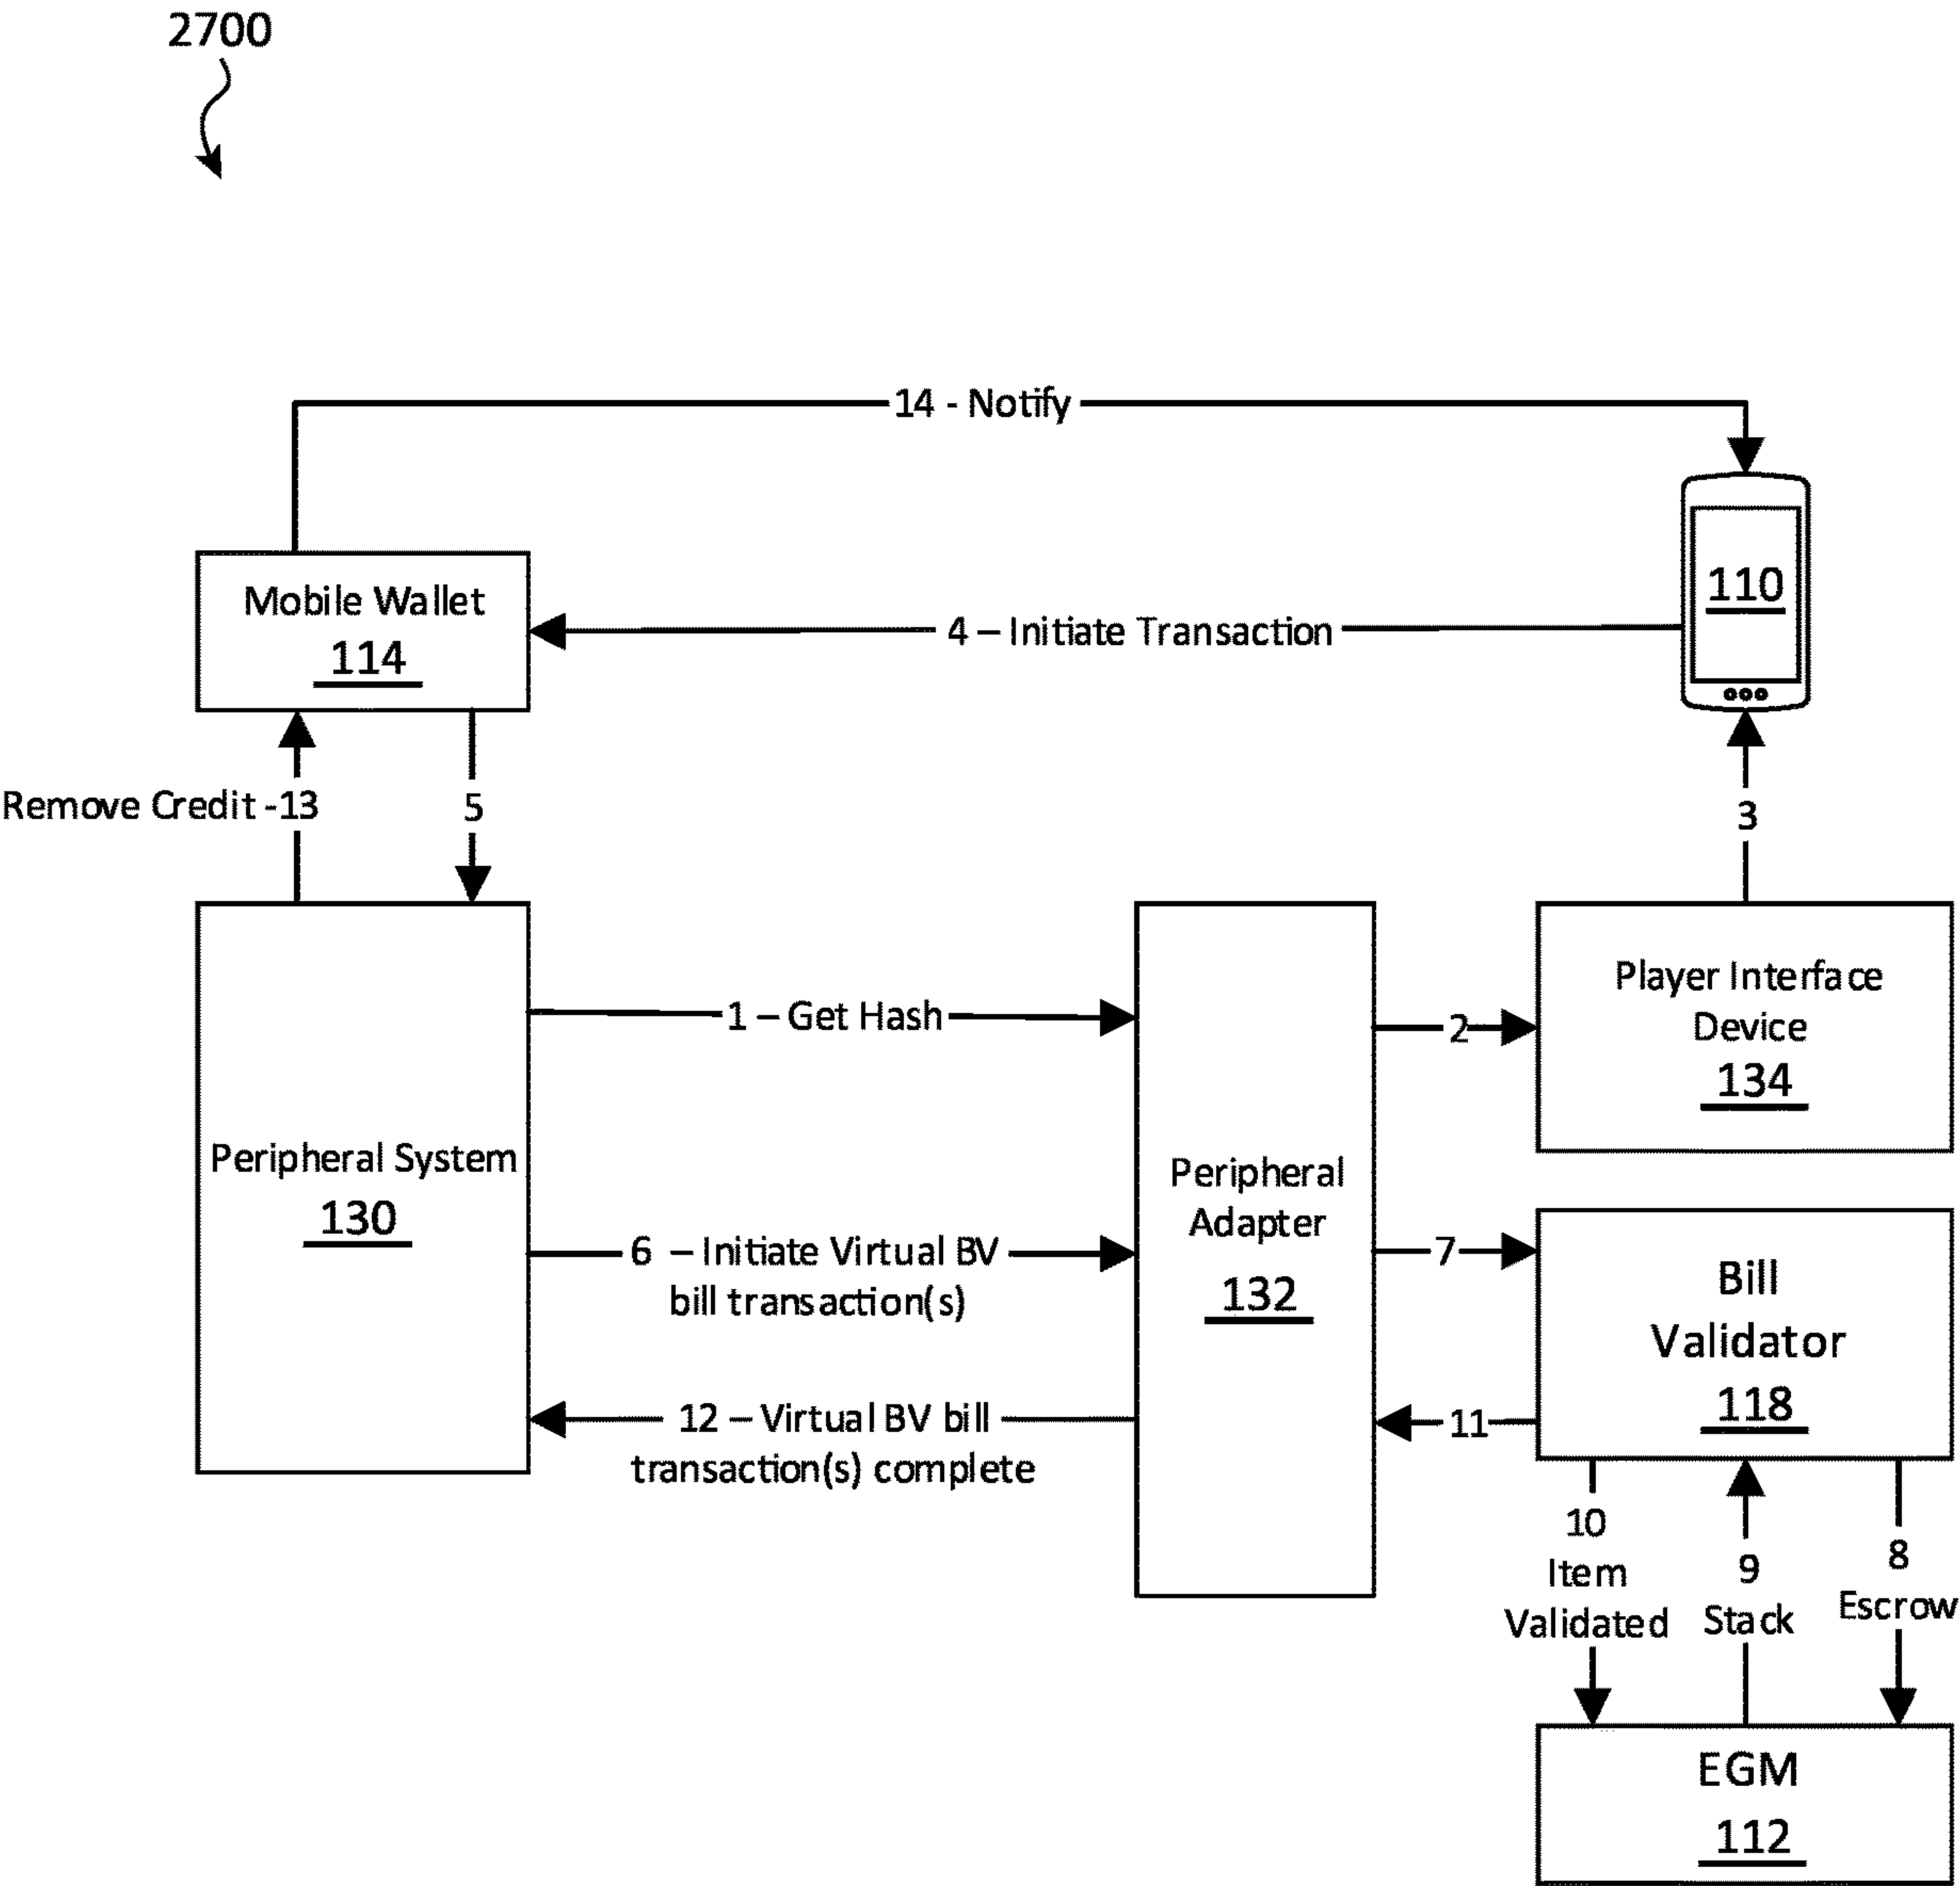 2700
14 - Notify
110
Mobile Wallet
114
4 – Initiate Transaction
Remove Credit -13
5
3
Peripheral System
130
1 – Get Hash
2
Player Interface
Device
134
Peripheral
Adapter
132
6 – Initiate Virtual BV
bill transaction(s)
7
Bill
Validator
118
12 – Virtual BV bill
transaction(s) complete
11
10
Item
Validated
9
Stack
8
Escrow
EGM
112